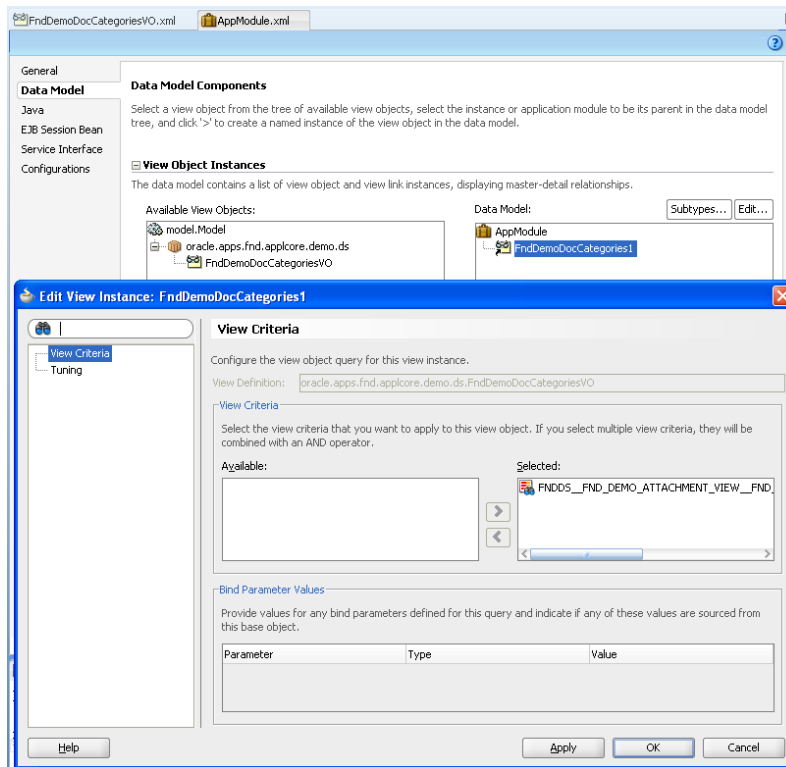 FndDemoDocCategoriesVO.xml
AppModule.xml
?
General
Data Model
Java
EJB Session Bean
Service Interface
Configurations
Data Model Components
Select a view object from the tree of available view objects, select the instance or application module to be its parent in the data model
tree, and click '>' to create a named instance of the view object in the data model.
View Object Instances
The data model contains a list of view object and view link instances, displaying master-detail relationships.
Available View Objects:
Data Model:
Subtypes...
Edit...
model.Model
oracle.apps.fnd.applcore.demo.ds
FndDemoDocCategoriesVO
AppModule
FndDemoDocCategories1
Edit View Instance: FndDemoDocCategories1
View Criteria
Tuning
View Criteria
Configure the view object query for this view instance.
View Definition: oracle.apps.fnd.applcore.demo.ds.FndDemoDocCategoriesVO
View Criteria
Select the view criteria that you want to apply to this view object. If you select multiple view criteria, they will be
combined with an AND operator.
Available:
Selected:
FNDDS__FND_DEMO_ATTACHMENT_VIEW__FND_
Bind Parameter Values
Provide values for any bind parameters defined for this query and indicate if any of these values are sourced from
this base object.
Parameter Type Value
Help Apply OK Cancel